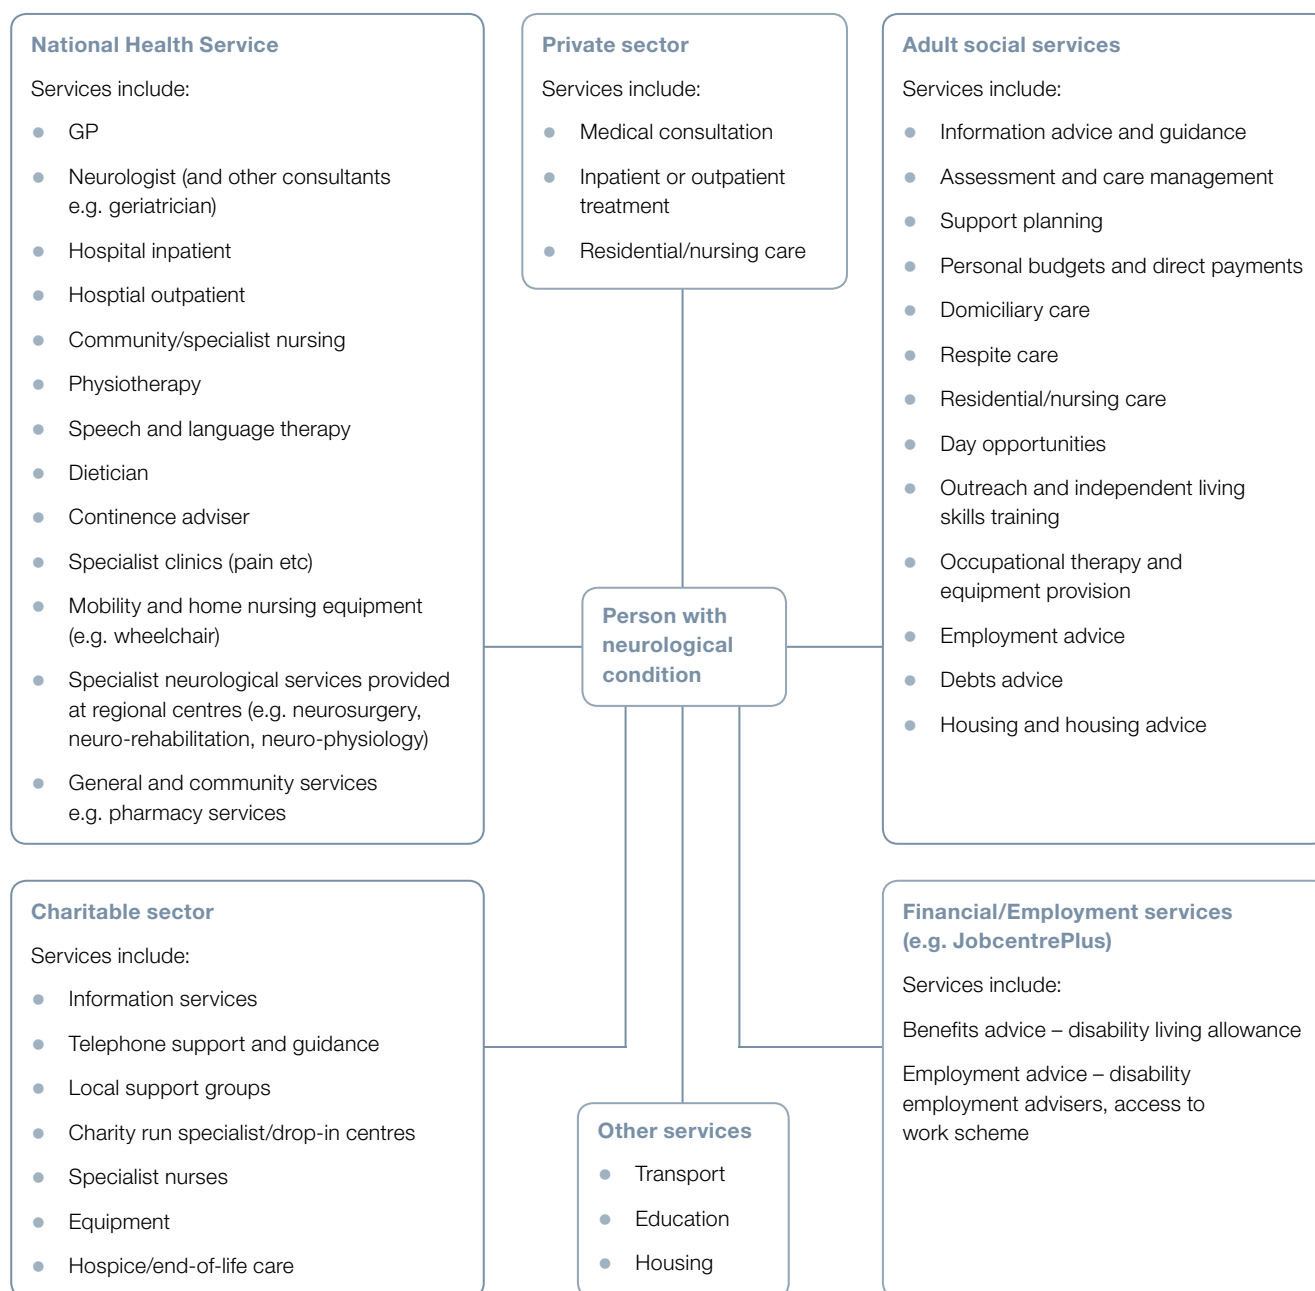 National Health Service
Services include:
GP
Neurologist (and other consultants
e.g. geriatrician)
Hospital inpatient
Hosptial outpatient
Community/specialist nursing
Physiotherapy
Speech and language therapy
Dietician
Continence adviser
Specialist clinics (pain etc)
Mobility and home nursing equipment
(e.g. wheelchair)
Specialist neurological services provided
at regional centres (e.g. neurosurgery,
neuro-rehabilitation, neuro-physiology)
General and community services
e.g. pharmacy services
Private sector
Services include:
Medical consultation
Inpatient or outpatient
treatment
Residential/nursing care
Adult social services
Services include:
Information advice and guidance
Assessment and care management
Support planning
Personal budgets and direct payments
Domiciliary care
Respite care
Residential/nursing care
Day opportunities
Outreach and independent living
skills training
Occupational therapy and
equipment provision
Employment advice
Debts advice
Housing and housing advice
Person with
neurological
condition
Charitable sector
Services include:
Information services
Telephone support and guidance
Local support groups
Charity run specialist/drop-in centres
Specialist nurses
Equipment
Hospice/end-of-life care
Other services
Transport
Education
Housing
Financial/Employment services
(e.g. JobcentrePlus)
Services include:
Benefits advice – disability living allowance
Employment advice – disability
employment advisers, access to
work scheme